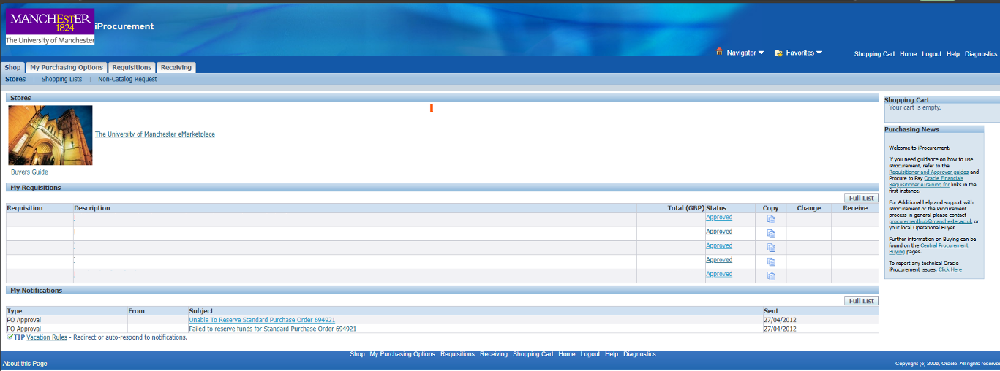 MANCHESTER
1824
The University of Manchester
iProcurement
Navigator Favorites
Shopping Cart Home Logout Help Diagnostics
Shop My Purchasing Options Requisitions Receiving
Stores | Shopping Lists | Non-Catalog Request
Stores
The University of Manchester eMarketplace
Buyers Guide
My Requisitions
Full List
Requisition Description Total (GBP) Status Copy Change Receive
Approved
Approved
Approved
Approved
Approved
My Notifications
Full List
Type From Subject Sent
PO Approval Unable To Reserve Standard Purchase Order 694921 27/04/2012
PO Approval Failed to reserve funds for Standard Purchase Order 694921 27/04/2012
TIP Vacation Rules - Redirect or auto-respond to notifications.
Shopping Cart
Your cart is empty.
Purchasing News
Welcome to iProcurement.
If you need guidance on how to use
iProcurement, refer to the
Requisitioner and Approver guides and
Procure to Pay Oracle Financials
Requisitioner eTraining for links in the
first instance.
For Additional help and support with
iProcurement or the Procurement
process in general please contact
procurementhub@manchester.ac.uk or
your local Operational Buyer.
Further information on Buying can be
found on the Central Procurement
Buying pages.
To report any technical Oracle
iProcurement issues. Click Here
Shop My Purchasing Options Requisitions Receiving Shopping Cart Home Logout Help Diagnostics
About this Page
Copyright (c) 2006, Oracle. All rights reserved